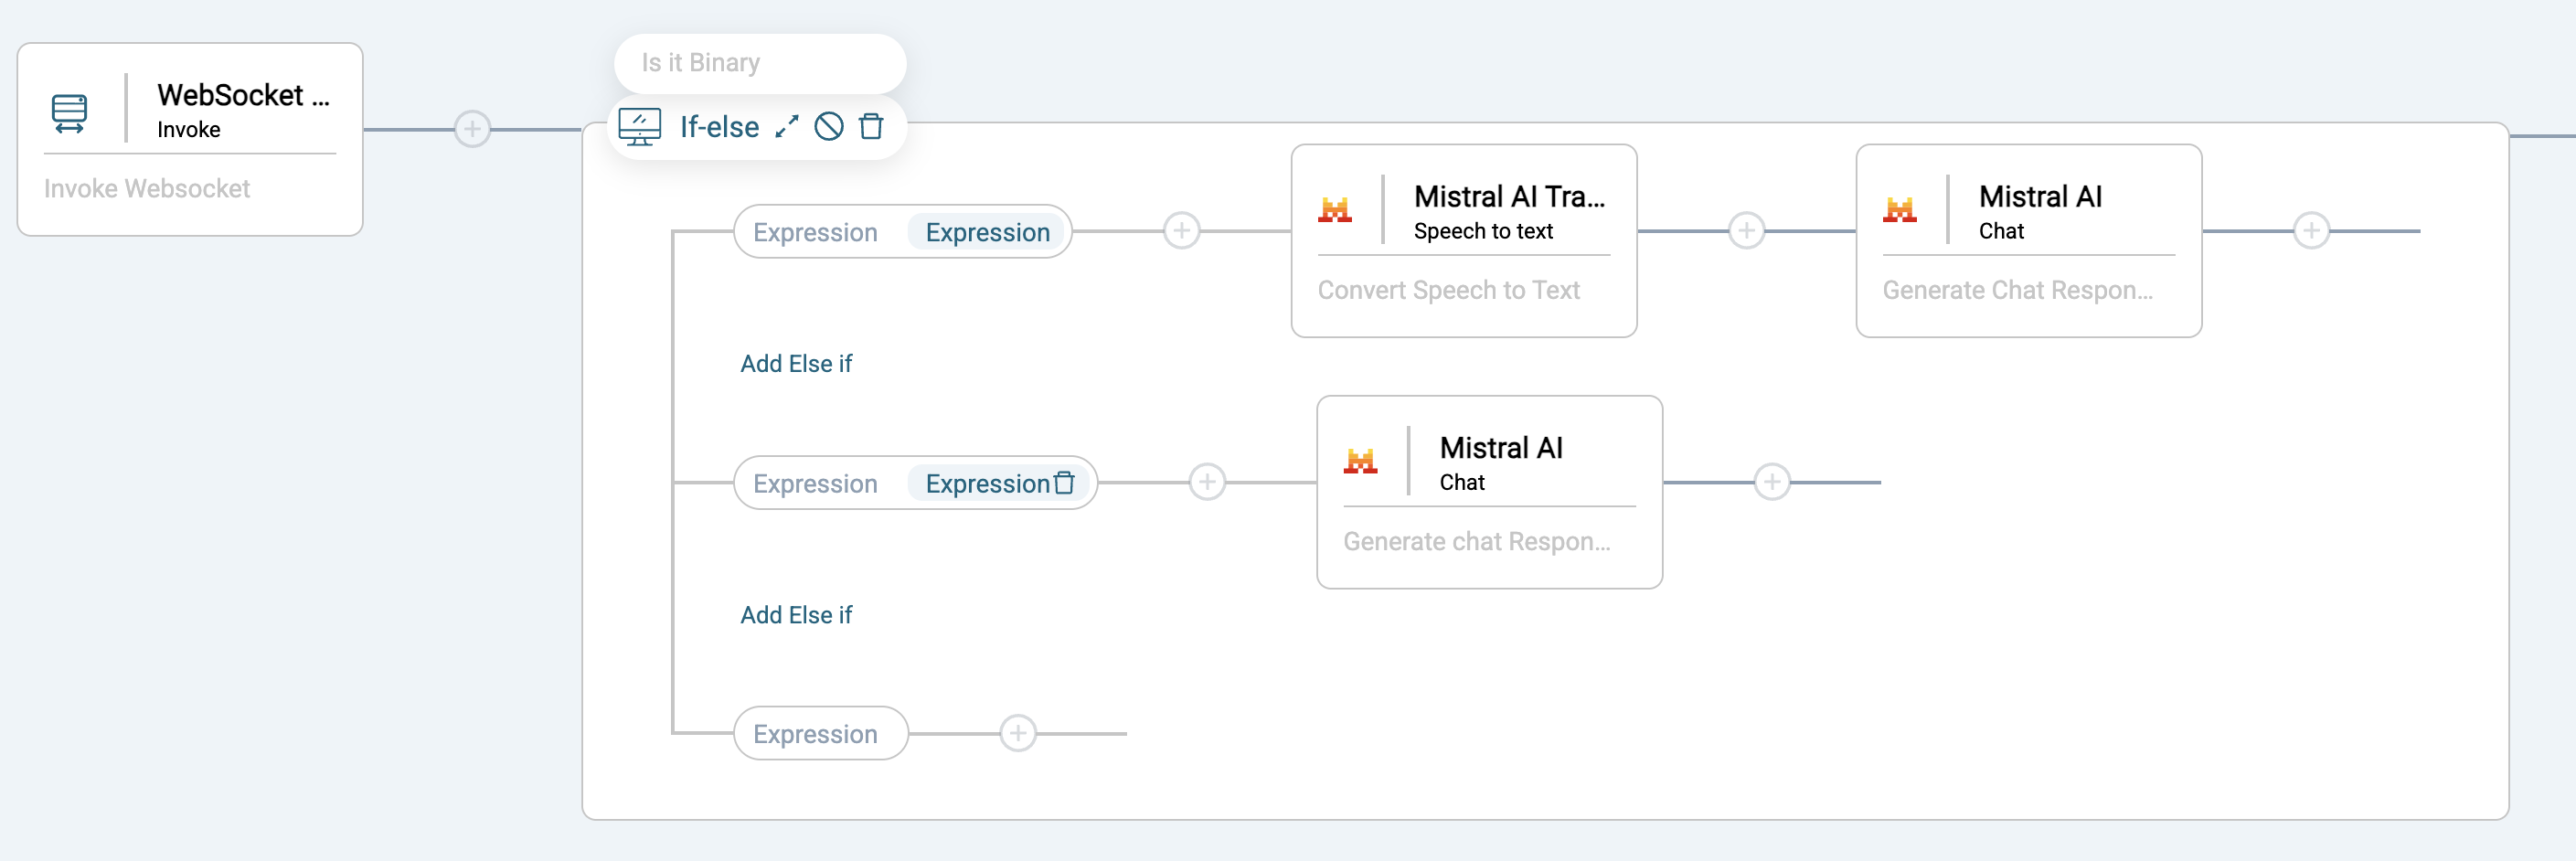 WebSocket ...
Invoke
Invoke Websocket
Is it Binary
If-else
Expression Expression
Mistral AI Tra...
Speech to text
Convert Speech to Text
Mistral AI
Chat
Generate Chat Respon...
Add Else if
Expression Expression
Mistral AI
Chat
Generate chat Respon...
Add Else if
Expression